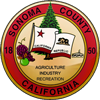 SONOMA COUNTY
18 50
AGRICULTURE
INDUSTRY
RECREATION
CALIFORNIA